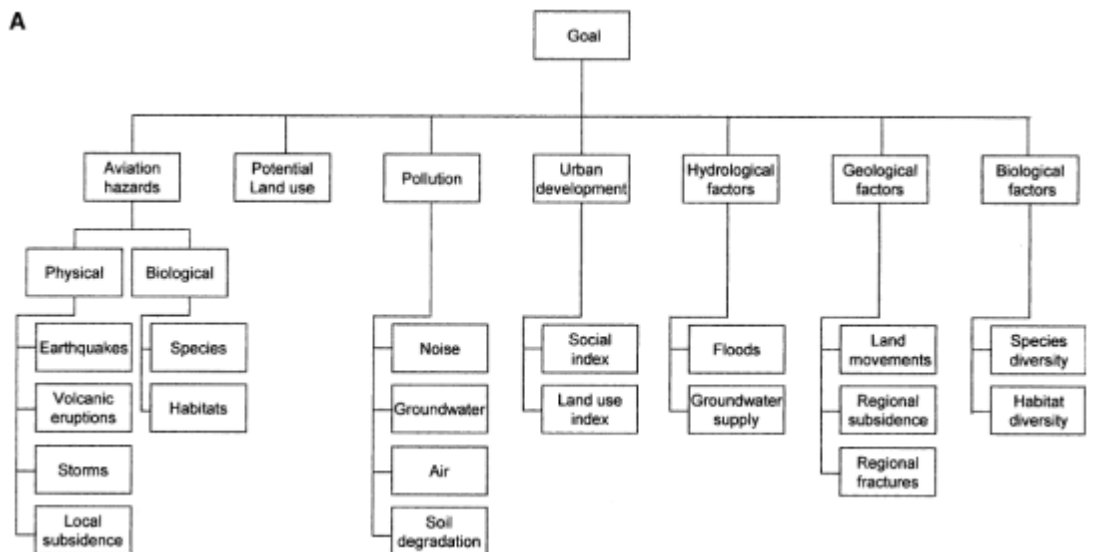 A
Goal
Aviation
hazards
Potential
Land use
Pollution
Urban
development
Hydrological
factors
Geological
factors
Biological
factors
Physical
Biological
Earthquakes
Volcanic
eruptions
Storms
Local
subsidence
Species
Habitats
Noise
Groundwater
Air
Soil
degradation
Social
index
Land use
index
Floods
Groundwater
supply
Land
movements
Regional
subsidence
Regional
fractures
Species
diversity
Habitat
diversity